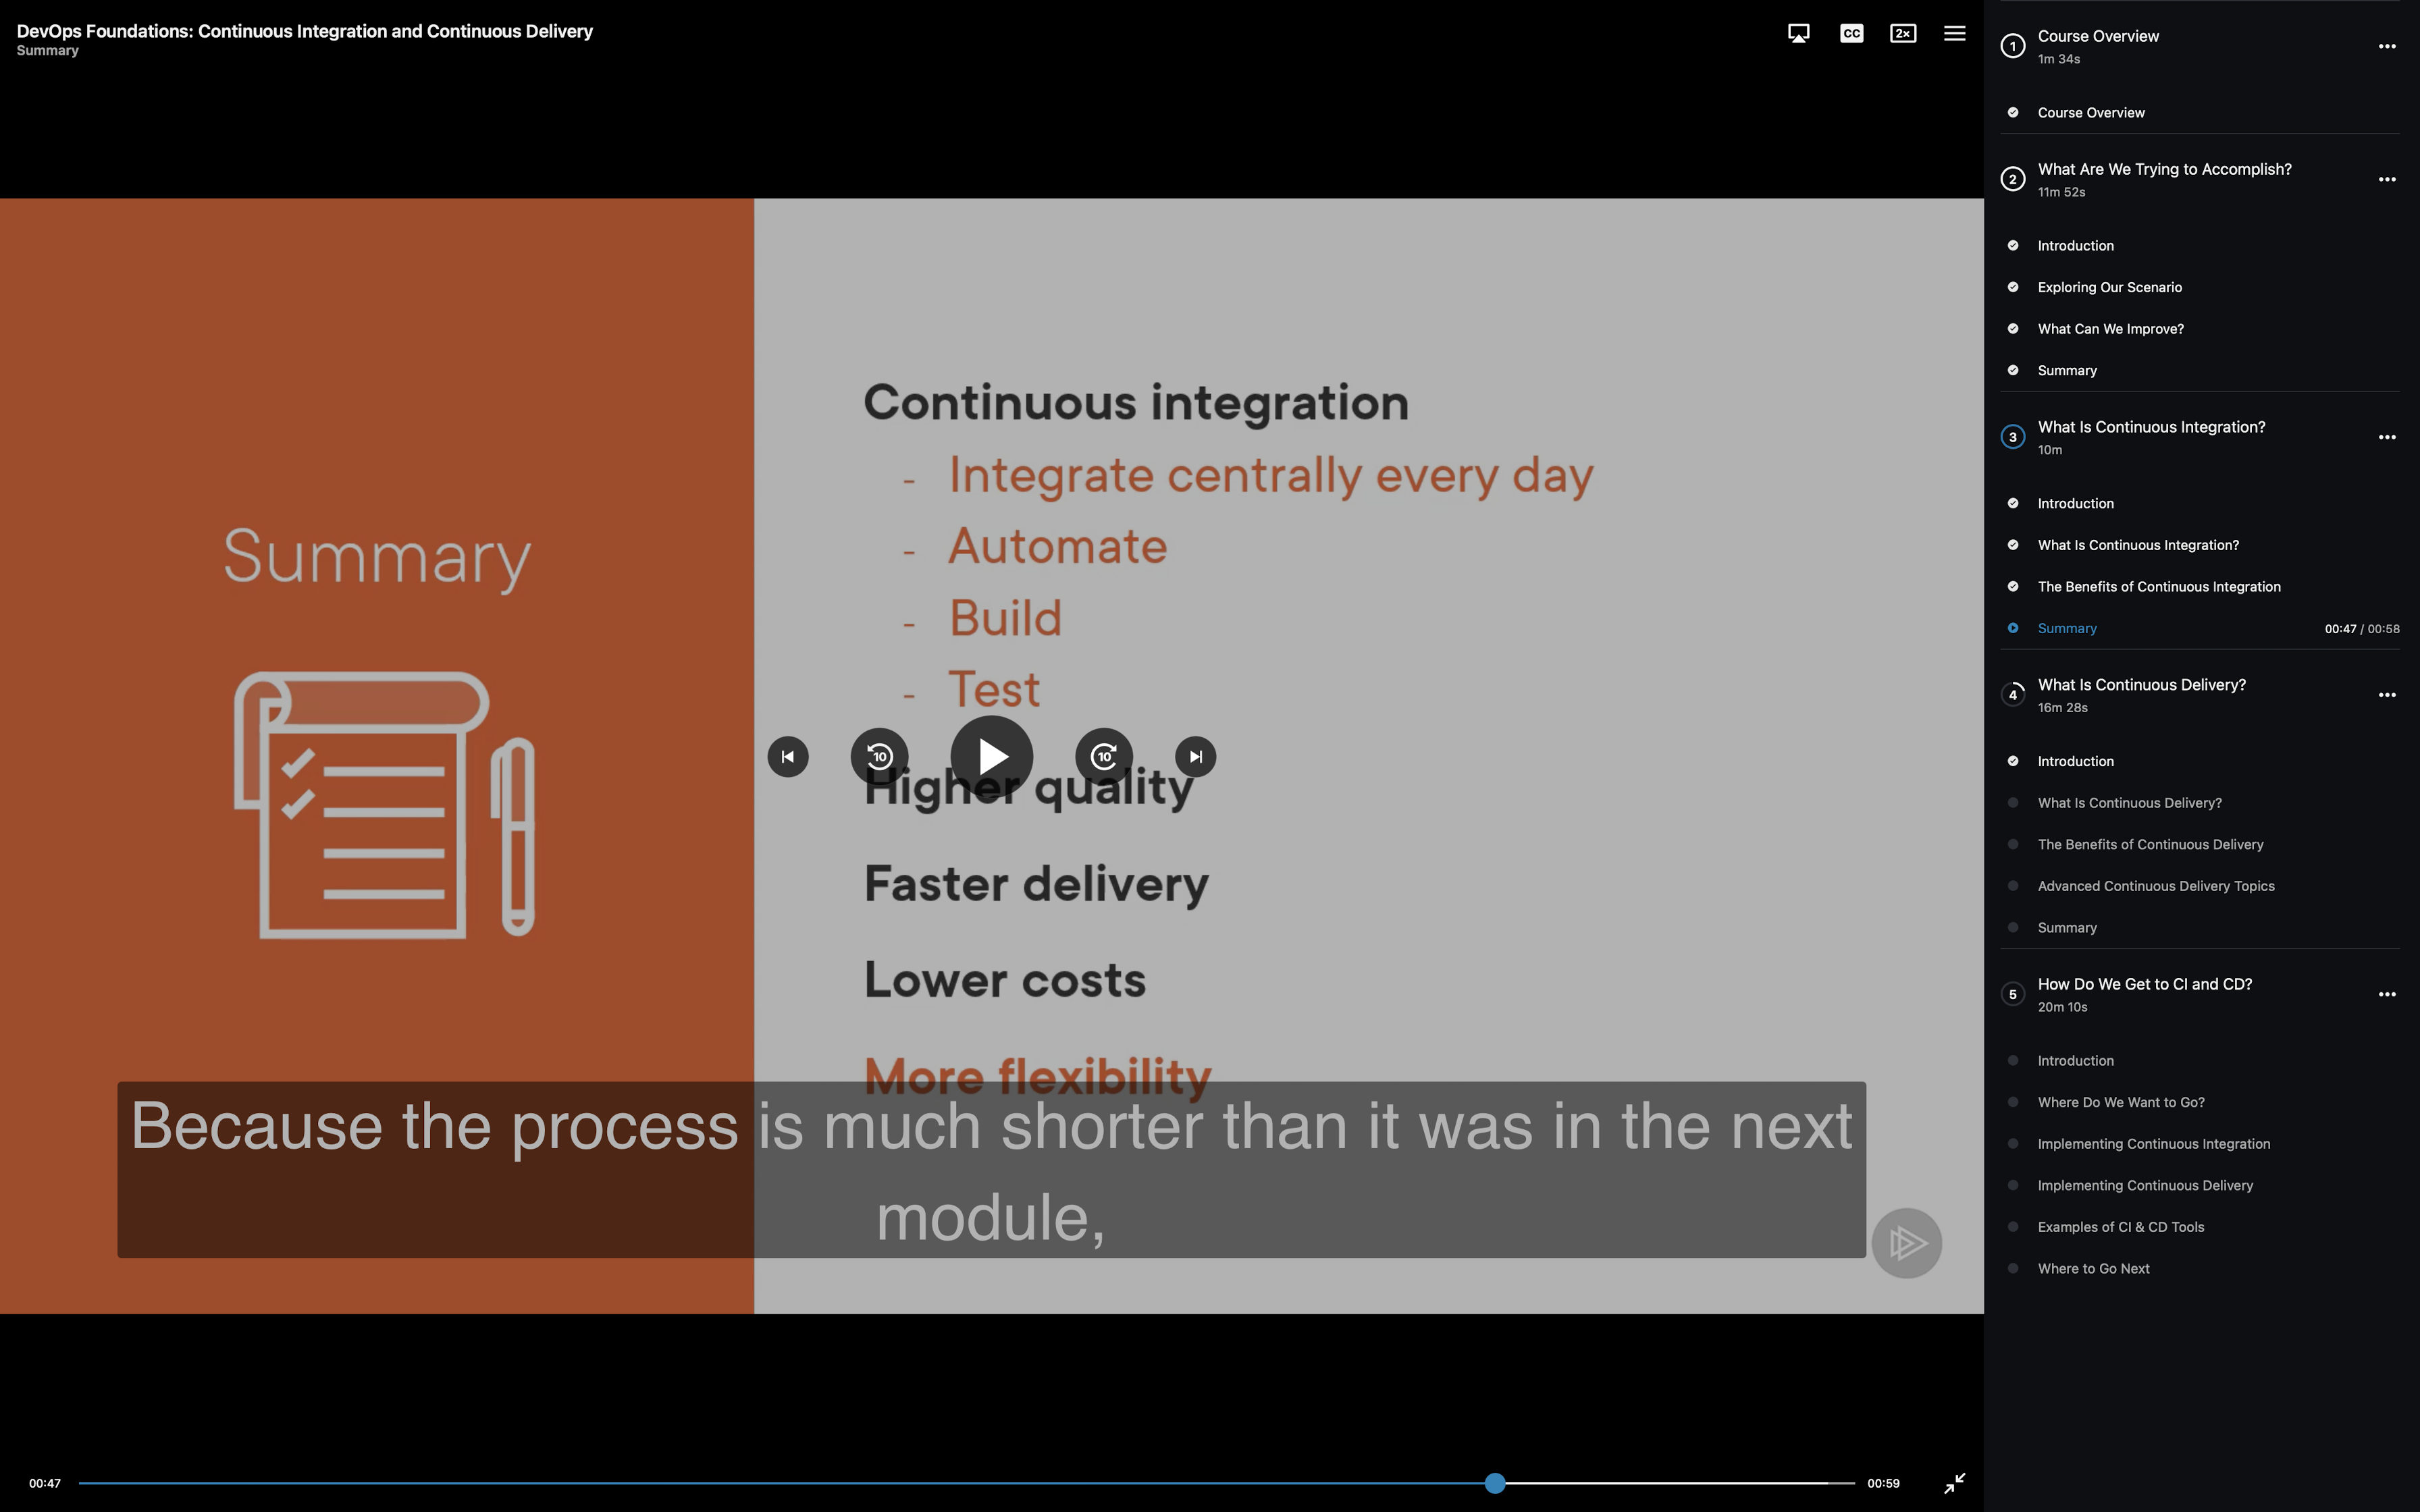 DevOps Foundations: Continuous Integration and Continuous Delivery
Summary
CC
2×
Summary
Continuous integration
- Integrate centrally every day
- Automate
- Build
- Test
10
10
Higher quality
Faster delivery
Lower costs
More flexibility
Because the process is much shorter than it was in the next
module,
00:47
00:59
1
Course Overview
1m 34s
Course Overview
2
What Are We Trying to Accomplish?
11m 52s
Introduction
Exploring Our Scenario
What Can We Improve?
Summary
3
What Is Continuous Integration?
10m
Introduction
What Is Continuous Integration?
The Benefits of Continuous Integration
Summary 00:47 / 00:58
4
What Is Continuous Delivery?
16m 28s
Introduction
What Is Continuous Delivery?
The Benefits of Continuous Delivery
Advanced Continuous Delivery Topics
Summary
5
How Do We Get to CI and CD?
20m 10s
Introduction
Where Do We Want to Go?
Implementing Continuous Integration
Implementing Continuous Delivery
Examples of CI & CD Tools
Where to Go Next